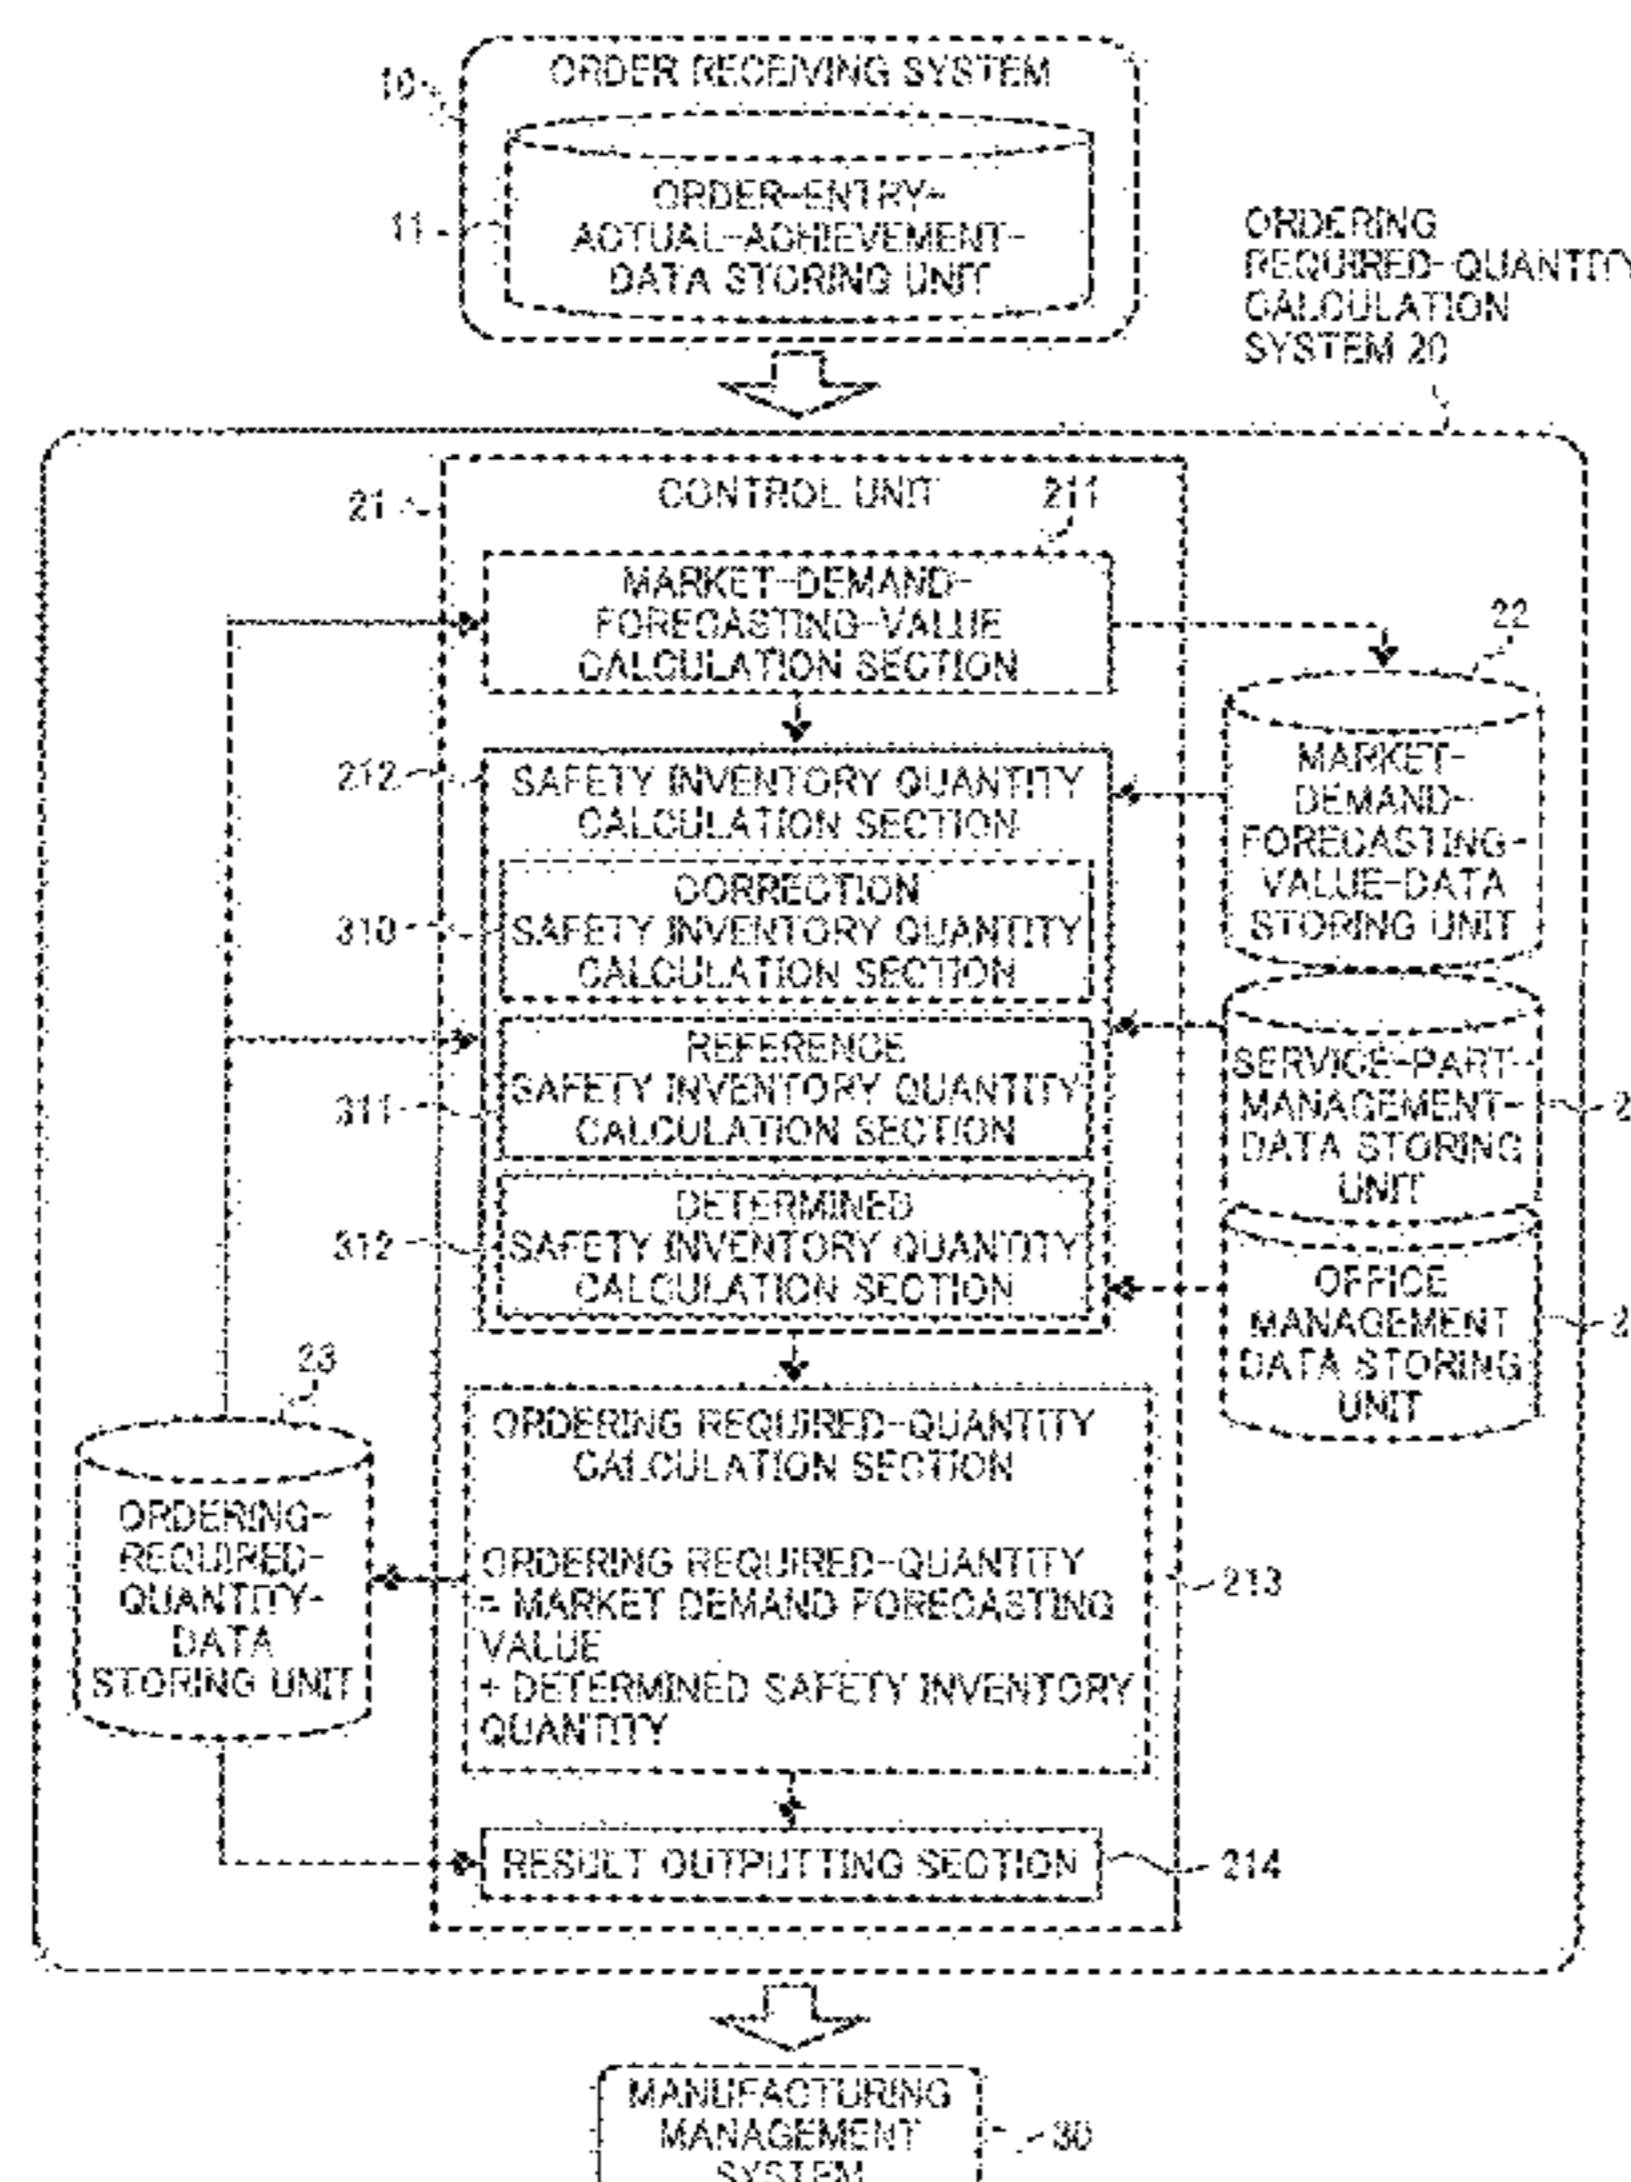 ORDER RECEIVING SYSTEM
10
ORDER-ENTRY-
ACTUAL-ACHIEVEMENT-
DATA STORING UNIT
11
ORDERING
REQUIRED-QUANTITY
CALCULATION
SYSTEM 20
21
CONTROL UNIT
211
MARKET-DEMAND-
FORECASTING-VALUE
CALCULATION SECTION
22
MARKET-
DEMAND-
FORECASTING-
VALUE-DATA
STORING UNIT
212
SAFETY INVENTORY QUANTITY
CALCULATION SECTION
310
CORRECTION
SAFETY INVENTORY QUANTITY
CALCULATION SECTION
311
REFERENCE
SAFETY INVENTORY QUANTITY
CALCULATION SECTION
SERVICE-PART-
MANAGEMENT-
DATA STORING
UNIT
312
DETERMINED
SAFETY INVENTORY QUANTITY
CALCULATION SECTION
OFFICE
MANAGEMENT
DATA STORING
UNIT
23
ORDERING-
REQUIRED-
QUANTITY-
DATA
STORING UNIT
ORDERING REQUIRED-QUANTITY
CALCULATION SECTION
ORDERING REQUIRED-QUANTITY
= MARKET DEMAND FORECASTING
VALUE
+ DETERMINED SAFETY INVENTORY
QUANTITY
213
RESULT OUTPUTTING SECTION
214
MANUFACTURING
MANAGEMENT
SYSTEM
30